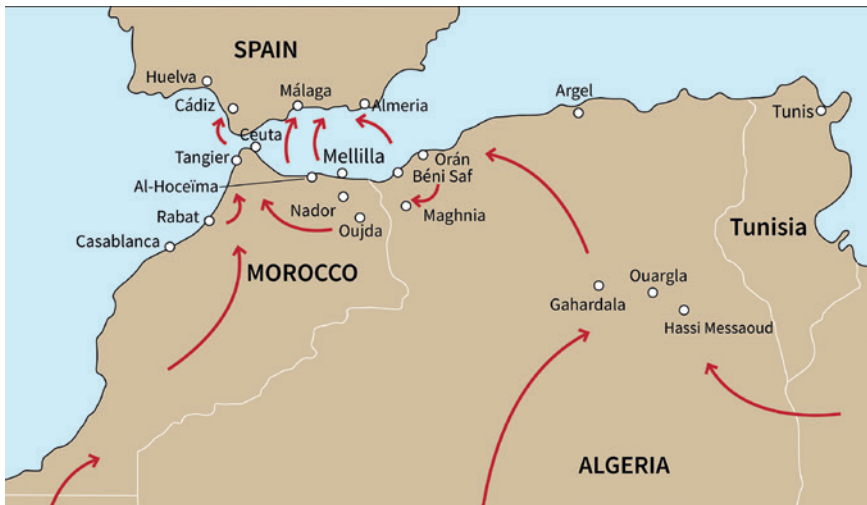 SPAIN
Huelva
Málaga
Cádiz
Almeria
Argel
Tunis
Ceuta
Tangier
Mellilla
Orán
Béni Saf
Al-Hoceïma
Nador
Maghnia
Rabat
Oujda
Tunisia
Casablanca
MOROCCO
Ouargla
Gahardala
Hassi Messaoud
ALGERIA